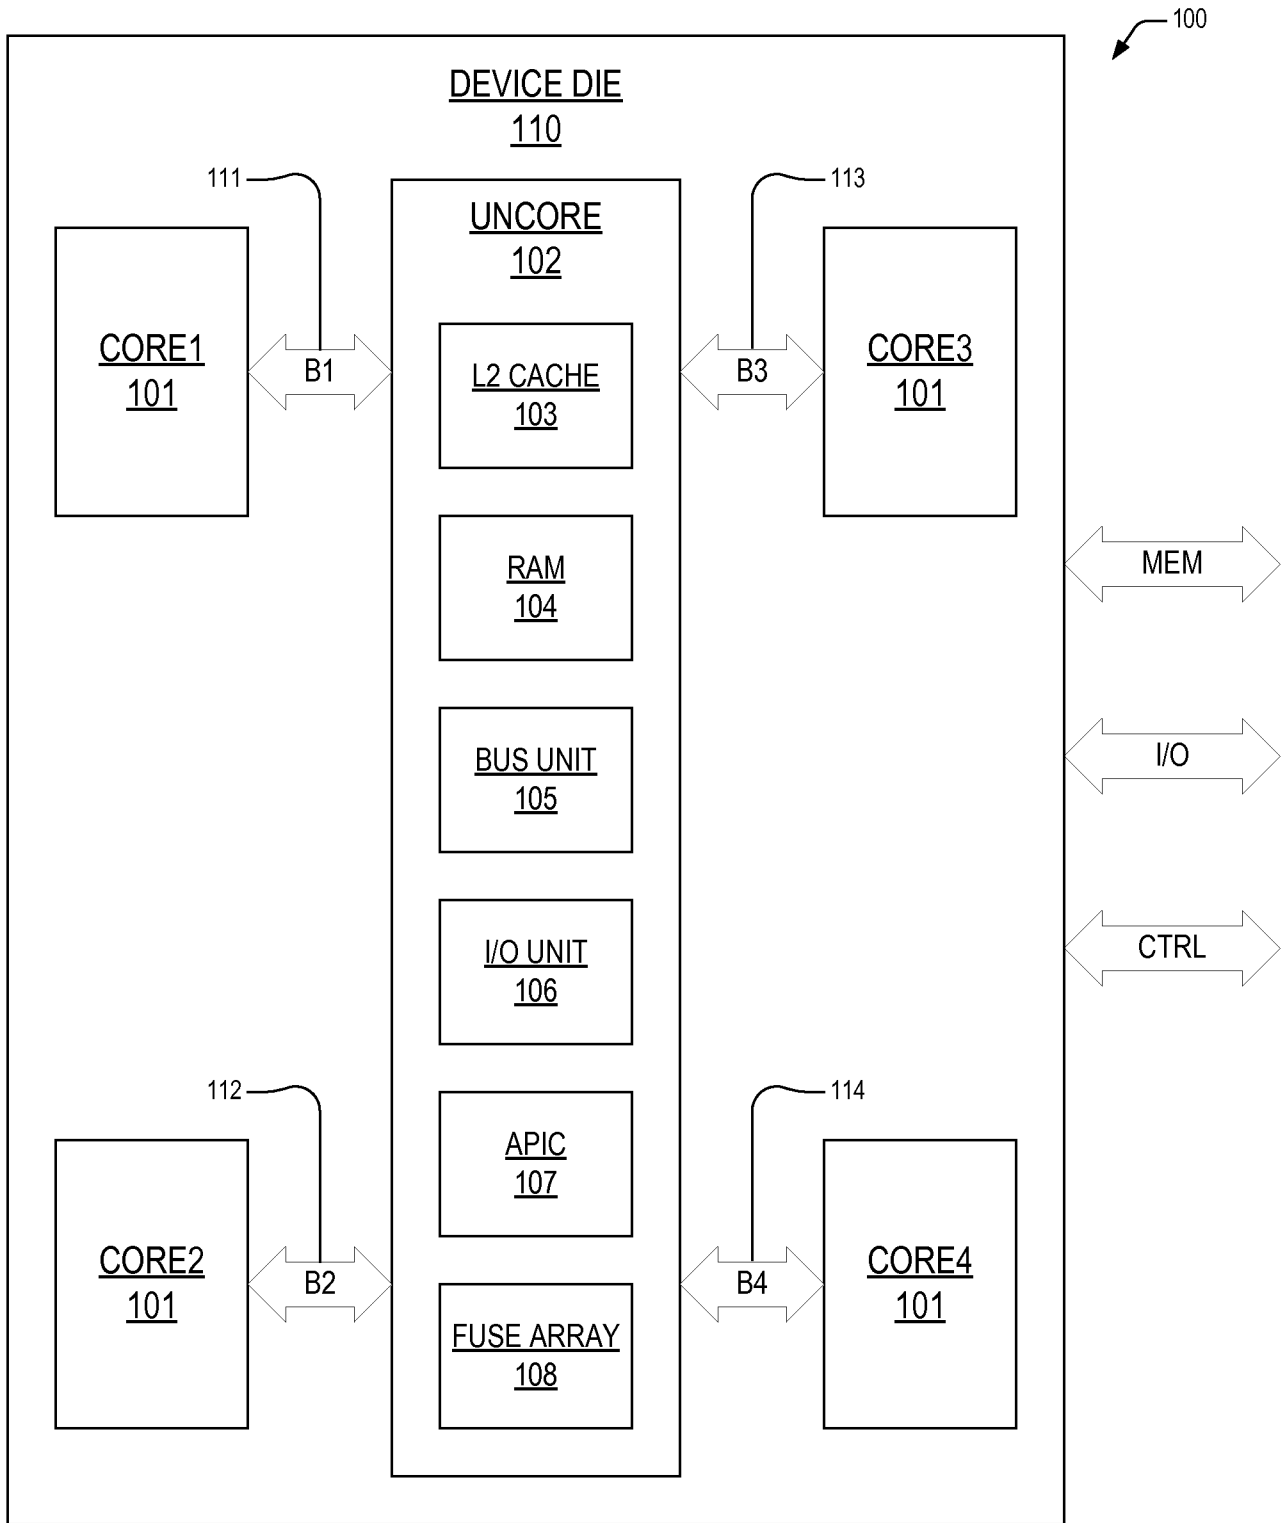 100
DEVICE DIE
110
111
113
UNCORE
102
CORE1
101
B1
L2 CACHE
103
B3
CORE3
101
RAM
104
MEM
BUS UNIT
105
I/O
I/O UNIT
106
CTRL
112
114
APIC
107
CORE2
101
B2
B4
CORE4
101
FUSE ARRAY
108